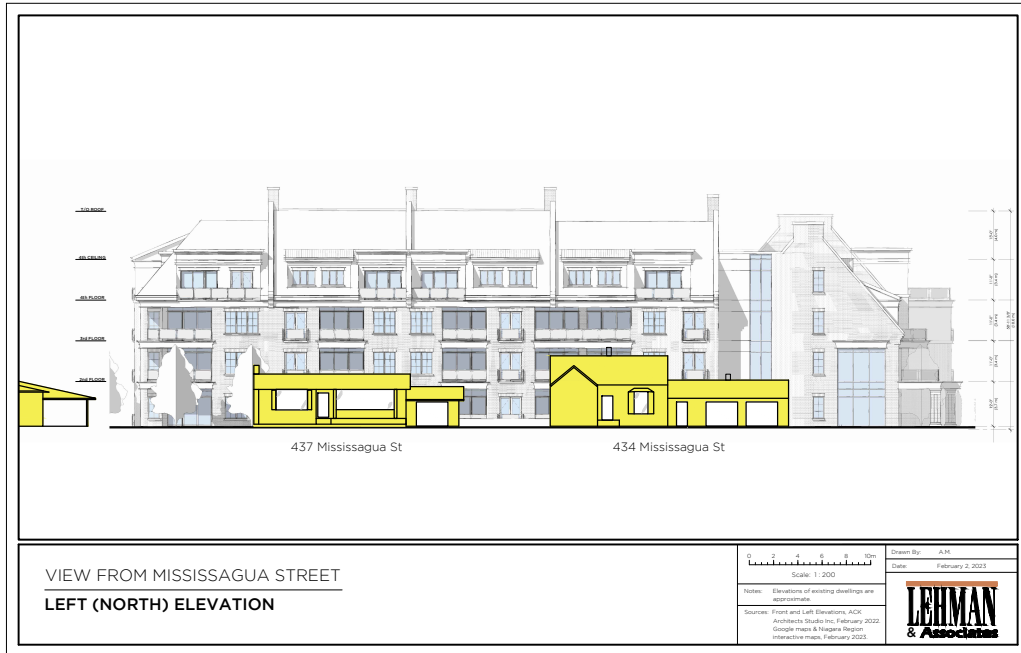 T/O ROOF
4th CEILING
4th FLOOR
3rd FLOOR
2nd FLOOR
437 Mississagua St
434 Mississagua St
VIEW FROM MISSISSAGUA STREET
LEFT (NORTH) ELEVATION
0 2 4 6 8 10m
Scale: 1 : 200
Notes: Elevations of existing dwellings are
approximate.
Sources: Front and Left Elevations, ACK
Architects Studio Inc, February 2022.
Google maps & Niagara Region
interactive maps, February 2023.
Drawn By: A.M.
Date: February 2, 2023
LEHMAN
& Associates